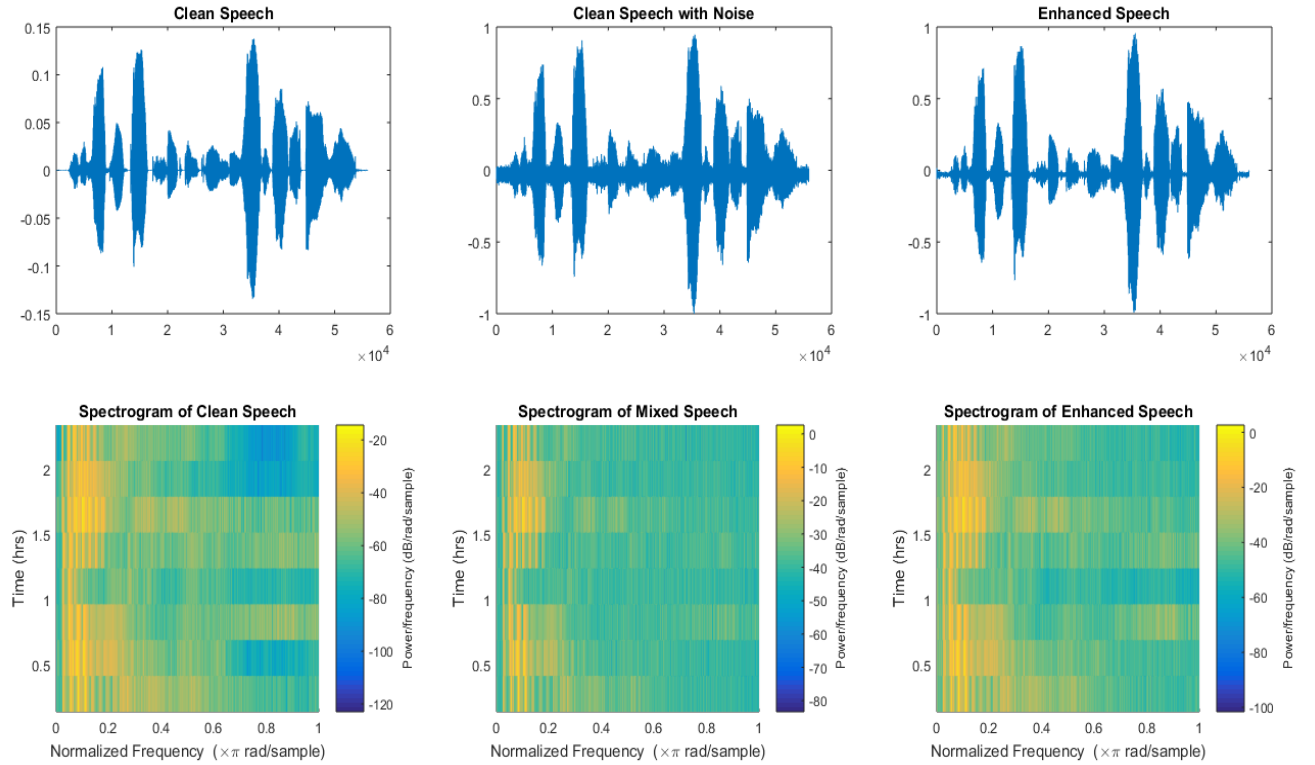 Clean Speech
0.15
0.1
0.05
0
-0.05
-0.1
-0.15
0 1 2 3 4 5 6
×10^4
Clean Speech with Noise
1
0.5
0
-0.5
-1
0 1 2 3 4 5 6
×10^4
Enhanced Speech
1
0.5
0
-0.5
-1
0 1 2 3 4 5 6
×10^4
Spectrogram of Clean Speech
Time (hrs)
2
1.5
1
0.5
0 0.2 0.4 0.6 0.8 1
Normalized Frequency (×π rad/sample)
-20
-40
-60
-80
-100
-120
Power/frequency (dB/rad/sample)
Spectrogram of Mixed Speech
Time (hrs)
2
1.5
1
0.5
0 0.2 0.4 0.6 0.8 1
Normalized Frequency (×π rad/sample)
0
-10
-20
-30
-40
-50
-60
-70
-80
Power/frequency (dB/rad/sample)
Spectrogram of Enhanced Speech
Time (hrs)
2
1.5
1
0.5
0 0.2 0.4 0.6 0.8 1
Normalized Frequency (×π rad/sample)
0
-20
-40
-60
-80
-100
Power/frequency (dB/rad/sample)